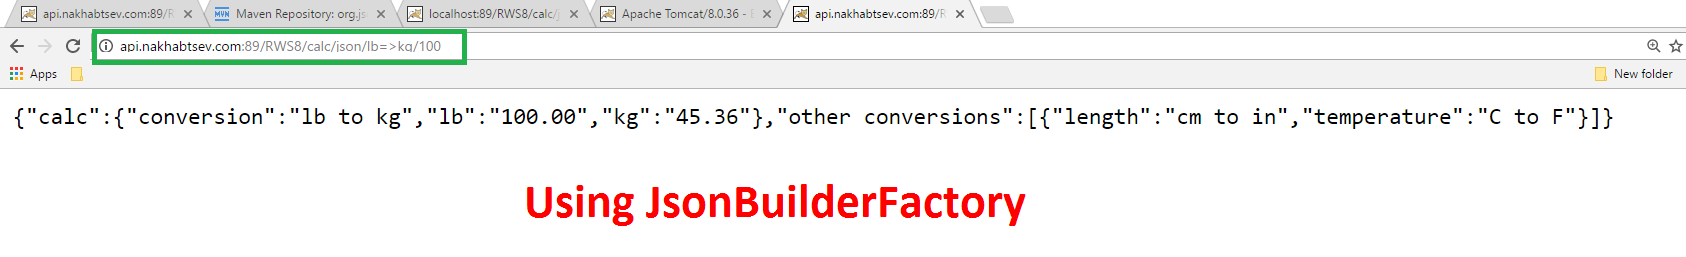 api.nakhabtsev.com:89/R
Maven Repository: org.js
localhost:89/RWS8/calc/j
Apache Tomcat/8.0.36 - E
api.nakhabtsev.com:89/R
api.nakhabtsev.com:89/RWS8/calc/json/lb=>kg/100
Apps
New folder
{"calc":{"conversion":"lb to kg","lb":"100.00","kg":"45.36"},"other conversions":[{"length":"cm to in","temperature":"C to F"}]}
Using JsonBuilderFactory